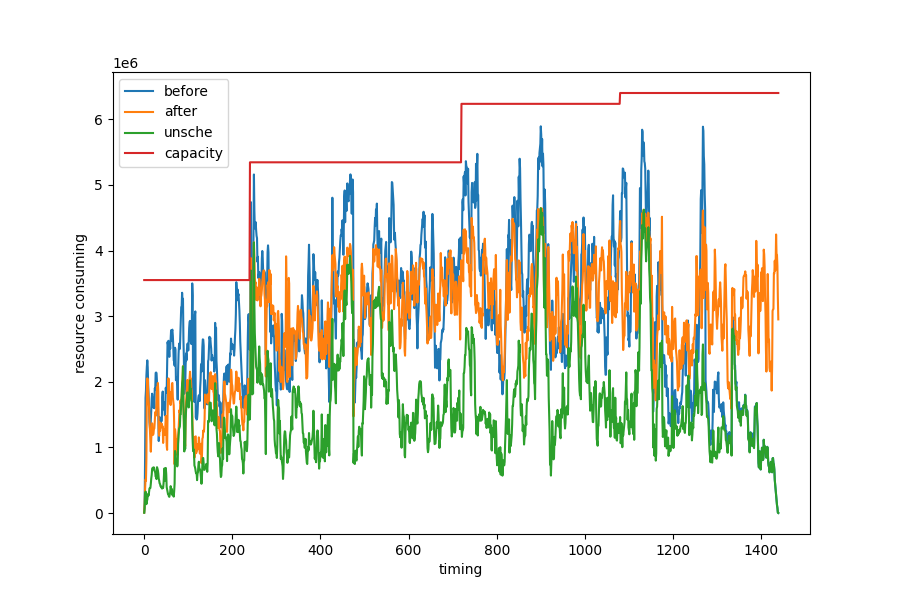 1e6
before
after
unsche
capacity
6
5
4
3
2
1
0
resource consuming
0 200 400 600 800 1000 1200 1400
timing